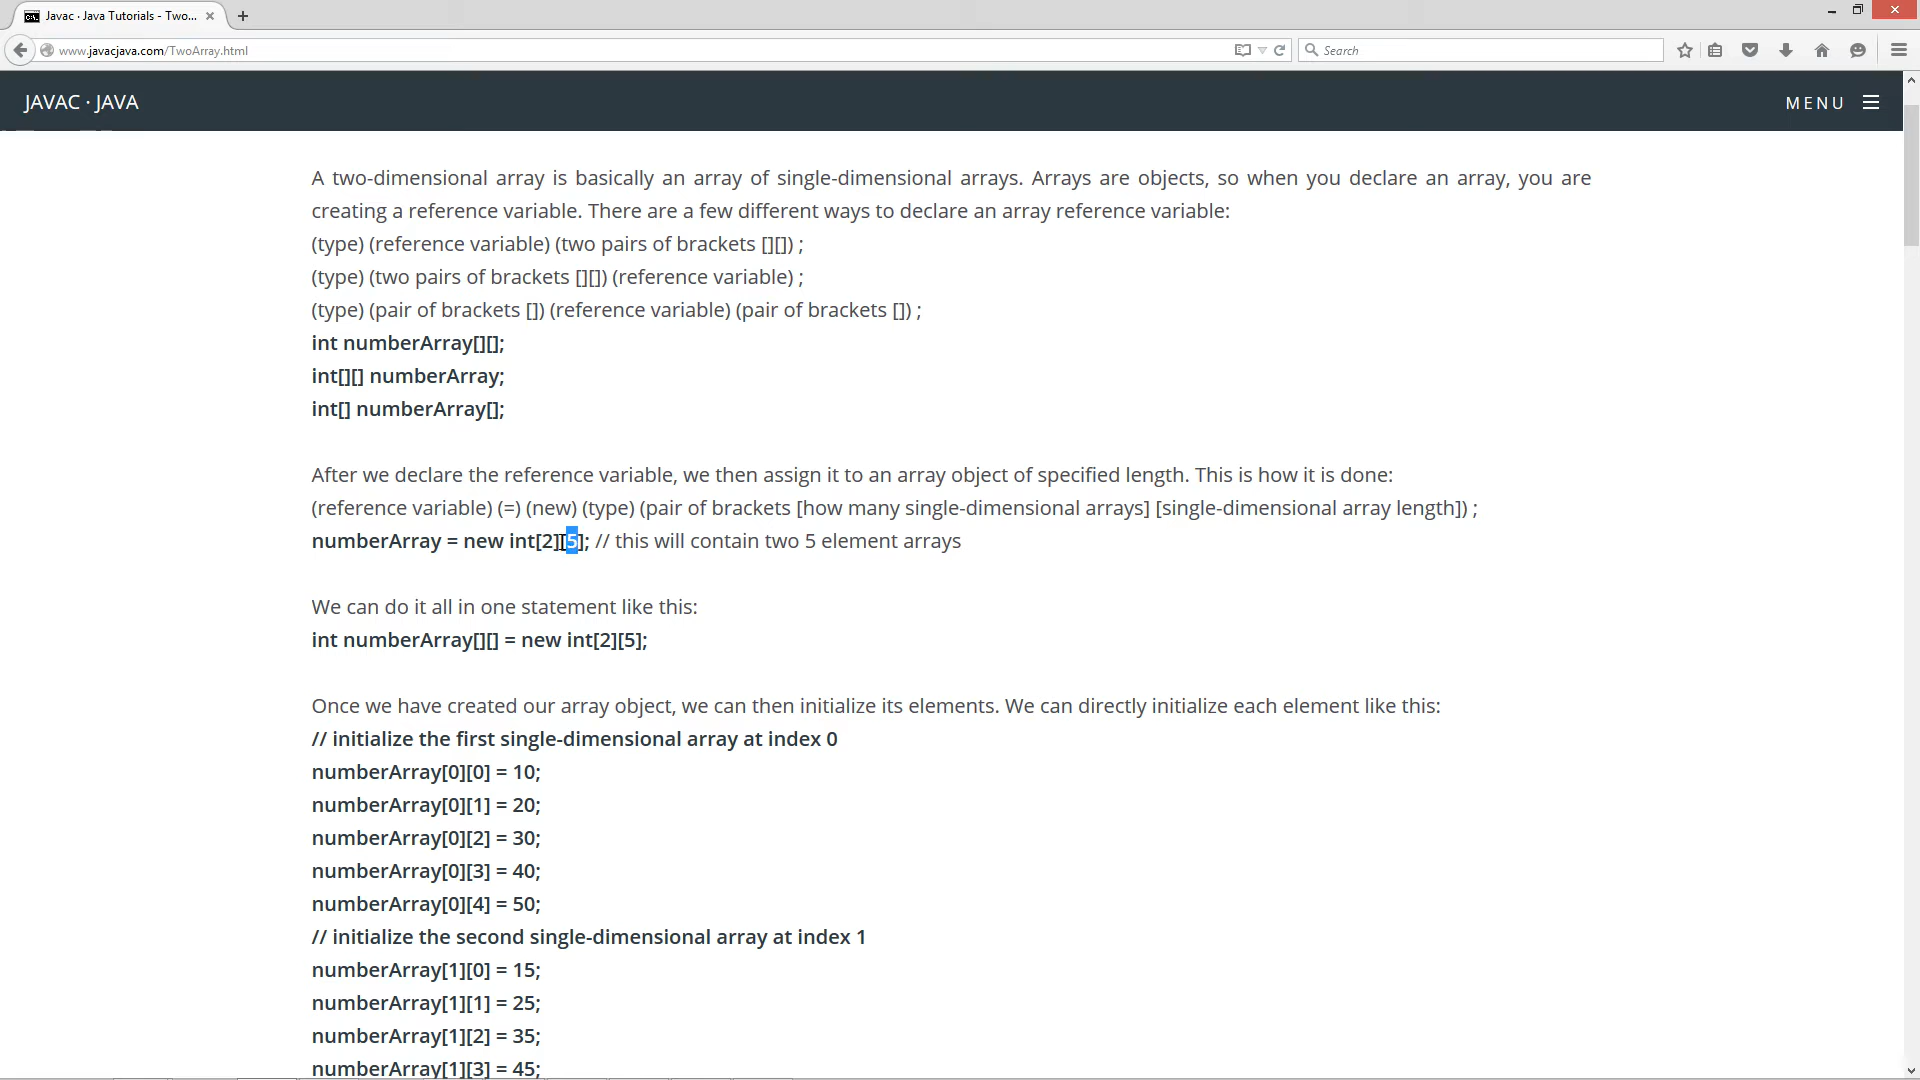 Javac · Java Tutorials - Two...
www.javacjava.com/TwoArray.html
Search
JAVAC · JAVA
MENU
A two-dimensional array is basically an array of single-dimensional arrays. Arrays are objects, so when you declare an array, you are
creating a reference variable. There are a few different ways to declare an array reference variable:
(type) (reference variable) (two pairs of brackets [][]) ;
(type) (two pairs of brackets [][]) (reference variable) ;
(type) (pair of brackets []) (reference variable) (pair of brackets []) ;
int numberArray[][];
int[][] numberArray;
int[] numberArray[];
After we declare the reference variable, we then assign it to an array object of specified length. This is how it is done:
(reference variable) (=) (new) (type) (pair of brackets [how many single-dimensional arrays] [single-dimensional array length]) ;
numberArray = new int[2][5]; // this will contain two 5 element arrays
We can do it all in one statement like this:
int numberArray[][] = new int[2][5];
Once we have created our array object, we can then initialize its elements. We can directly initialize each element like this:
// initialize the first single-dimensional array at index 0
numberArray[0][0] = 10;
numberArray[0][1] = 20;
numberArray[0][2] = 30;
numberArray[0][3] = 40;
numberArray[0][4] = 50;
// initialize the second single-dimensional array at index 1
numberArray[1][0] = 15;
numberArray[1][1] = 25;
numberArray[1][2] = 35;
numberArray[1][3] = 45;